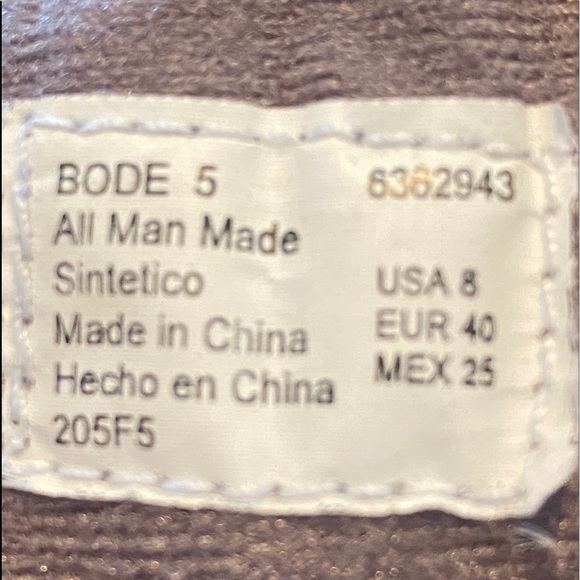 BODE 5 6362943
All Man Made
Sintetico USA 8
Made in China EUR 40
Hecho en China MEX 25
205F5